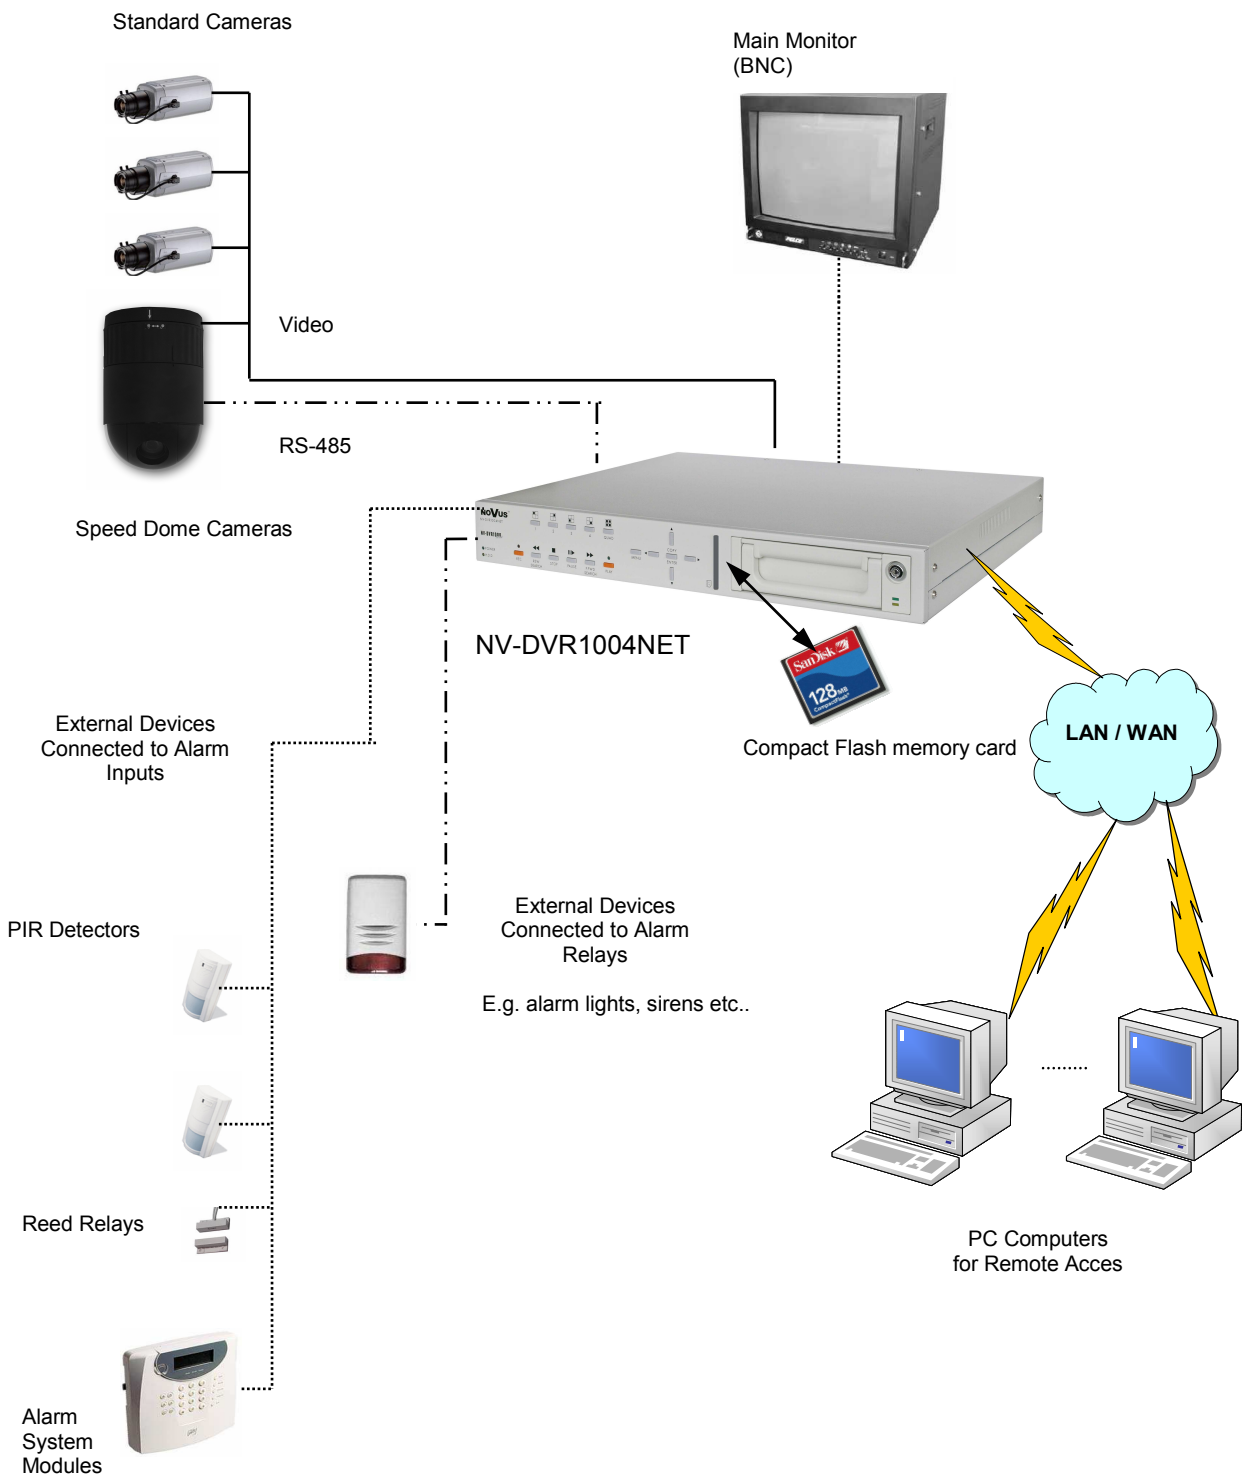 Standard Cameras
Main Monitor
(BNC)
Video
RS-485
Speed Dome Cameras
NOVUS
NV-DVR1004NET
SanDisk
128MB
CompactFlash
Compact Flash memory card
LAN / WAN
External Devices
Connected to Alarm
Inputs
PIR Detectors
External Devices
Connected to Alarm
Relays
E.g. alarm lights, sirens etc..
Reed Relays
PC Computers
for Remote Acces
Alarm
System
Modules